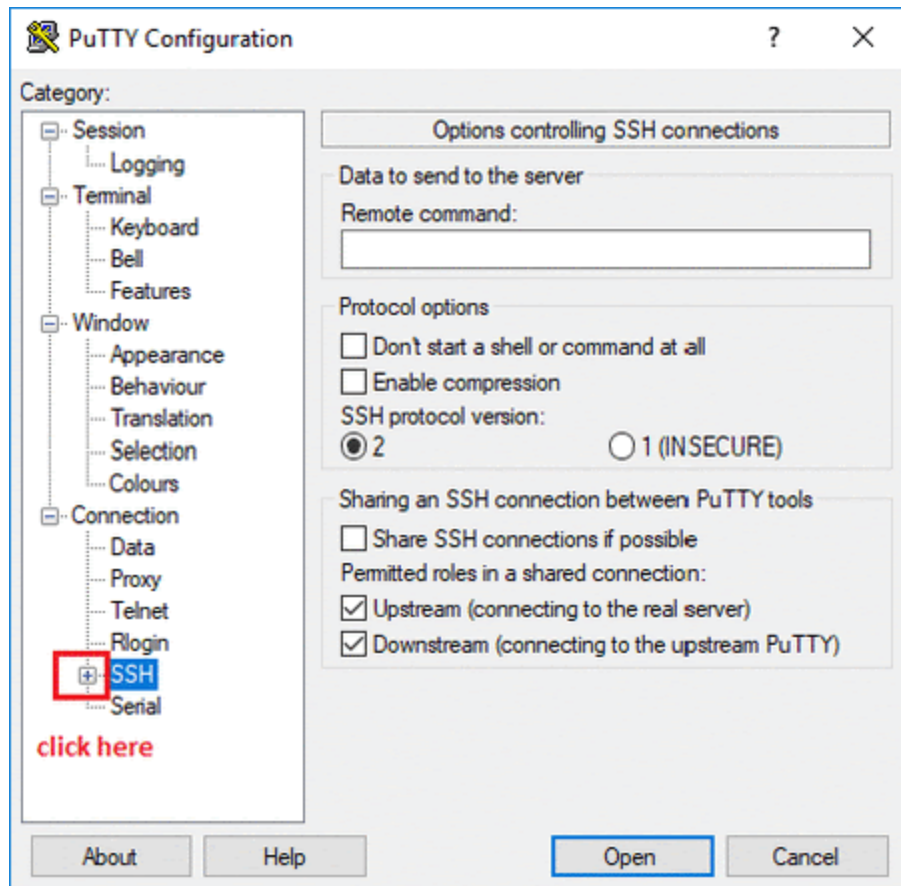 PuTTY Configuration
?
Category:
Session
Logging
Terminal
Keyboard
Bell
Features
Window
Appearance
Behaviour
Translation
Selection
Colours
Connection
Data
Proxy
Telnet
Rlogin
SSH
Serial
click here
Options controlling SSH connections
Data to send to the server
Remote command:
Protocol options
Don't start a shell or command at all
Enable compression
SSH protocol version:
2 1 (INSECURE)
Sharing an SSH connection between PuTTY tools
Share SSH connections if possible
Permitted roles in a shared connection:
Upstream (connecting to the real server)
Downstream (connecting to the upstream PuTTY)
About Help Open Cancel